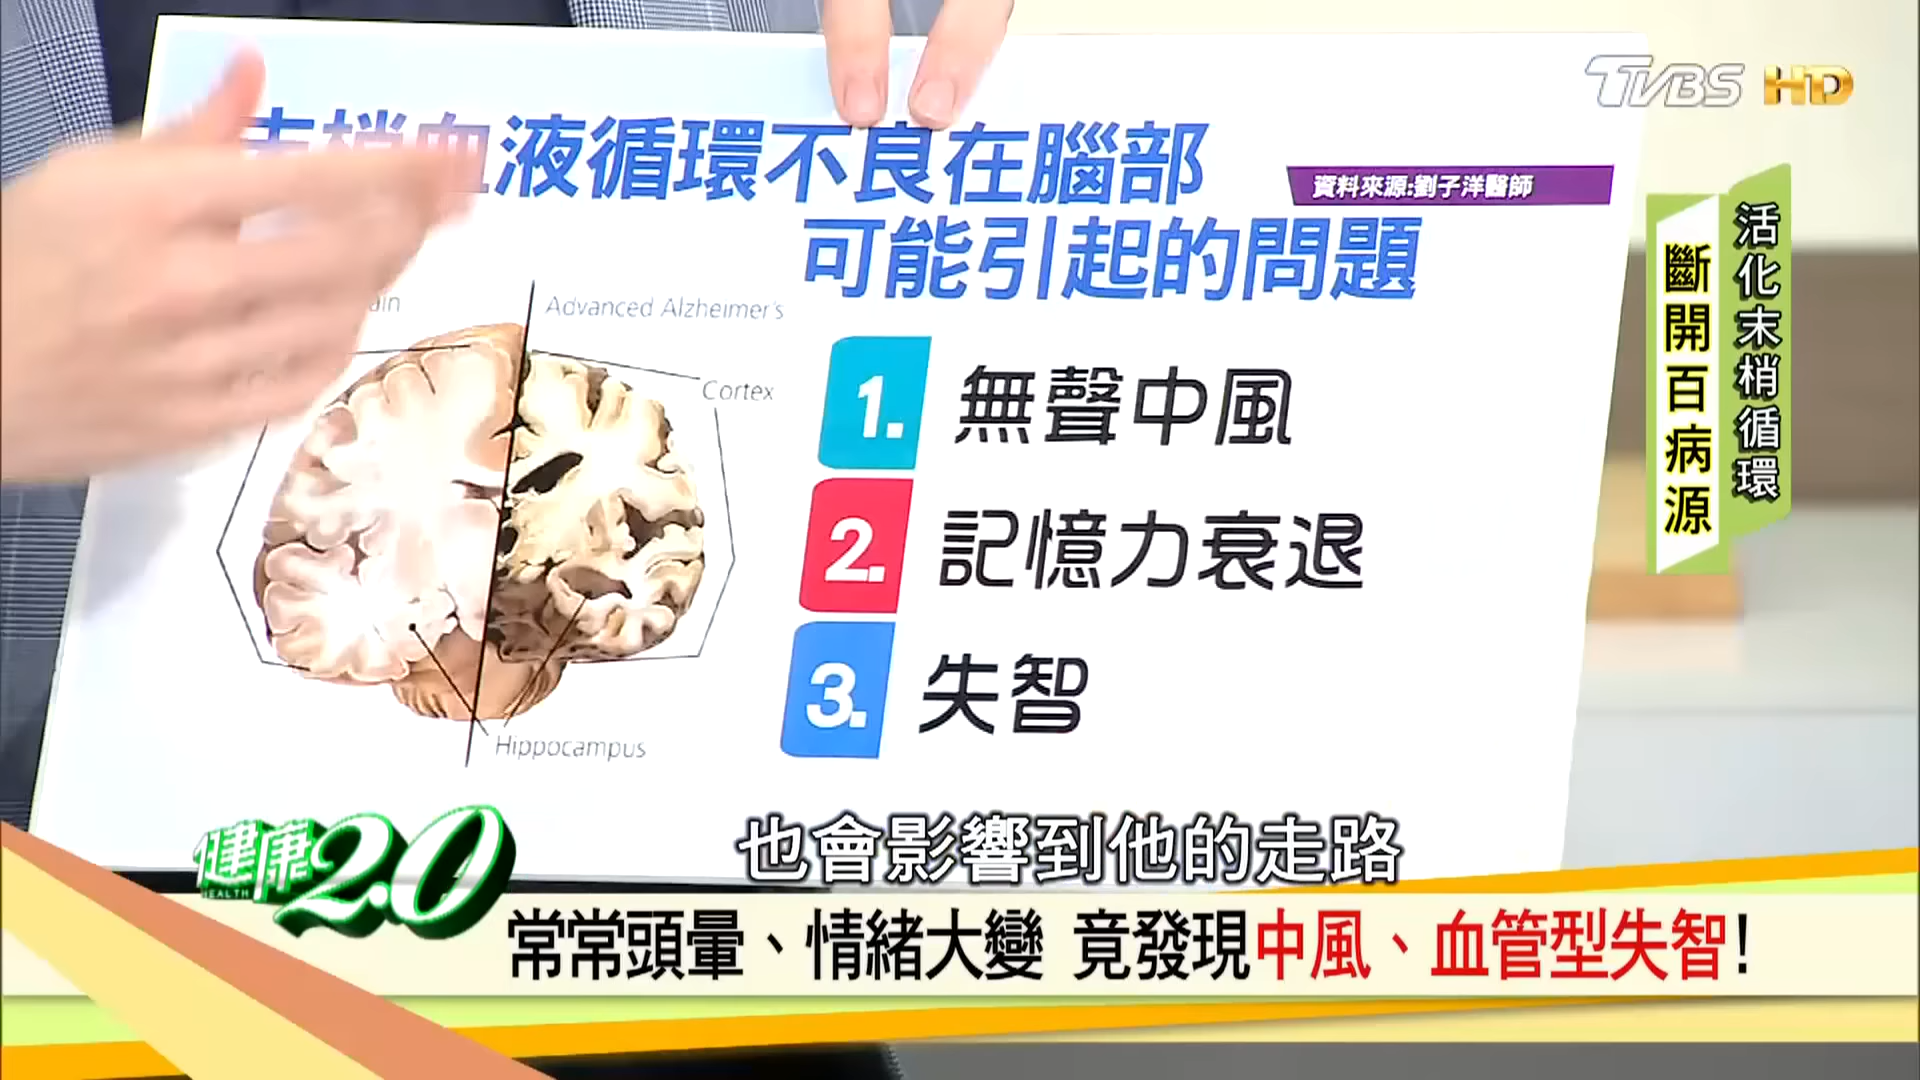 TVBS HD
末梢血液循環不良在腦部
可能引起的問題
資料來源:劉子洋醫師
活化末梢循環
斷開百病源
Advanced Alzheimer's
Cortex
Hippocampus
1. 無聲中風
2. 記憶力衰退
3. 失智
也會影響到他的走路
健康2.0
HEALTH
常常頭暈、情緒大變 竟發現中風、血管型失智!